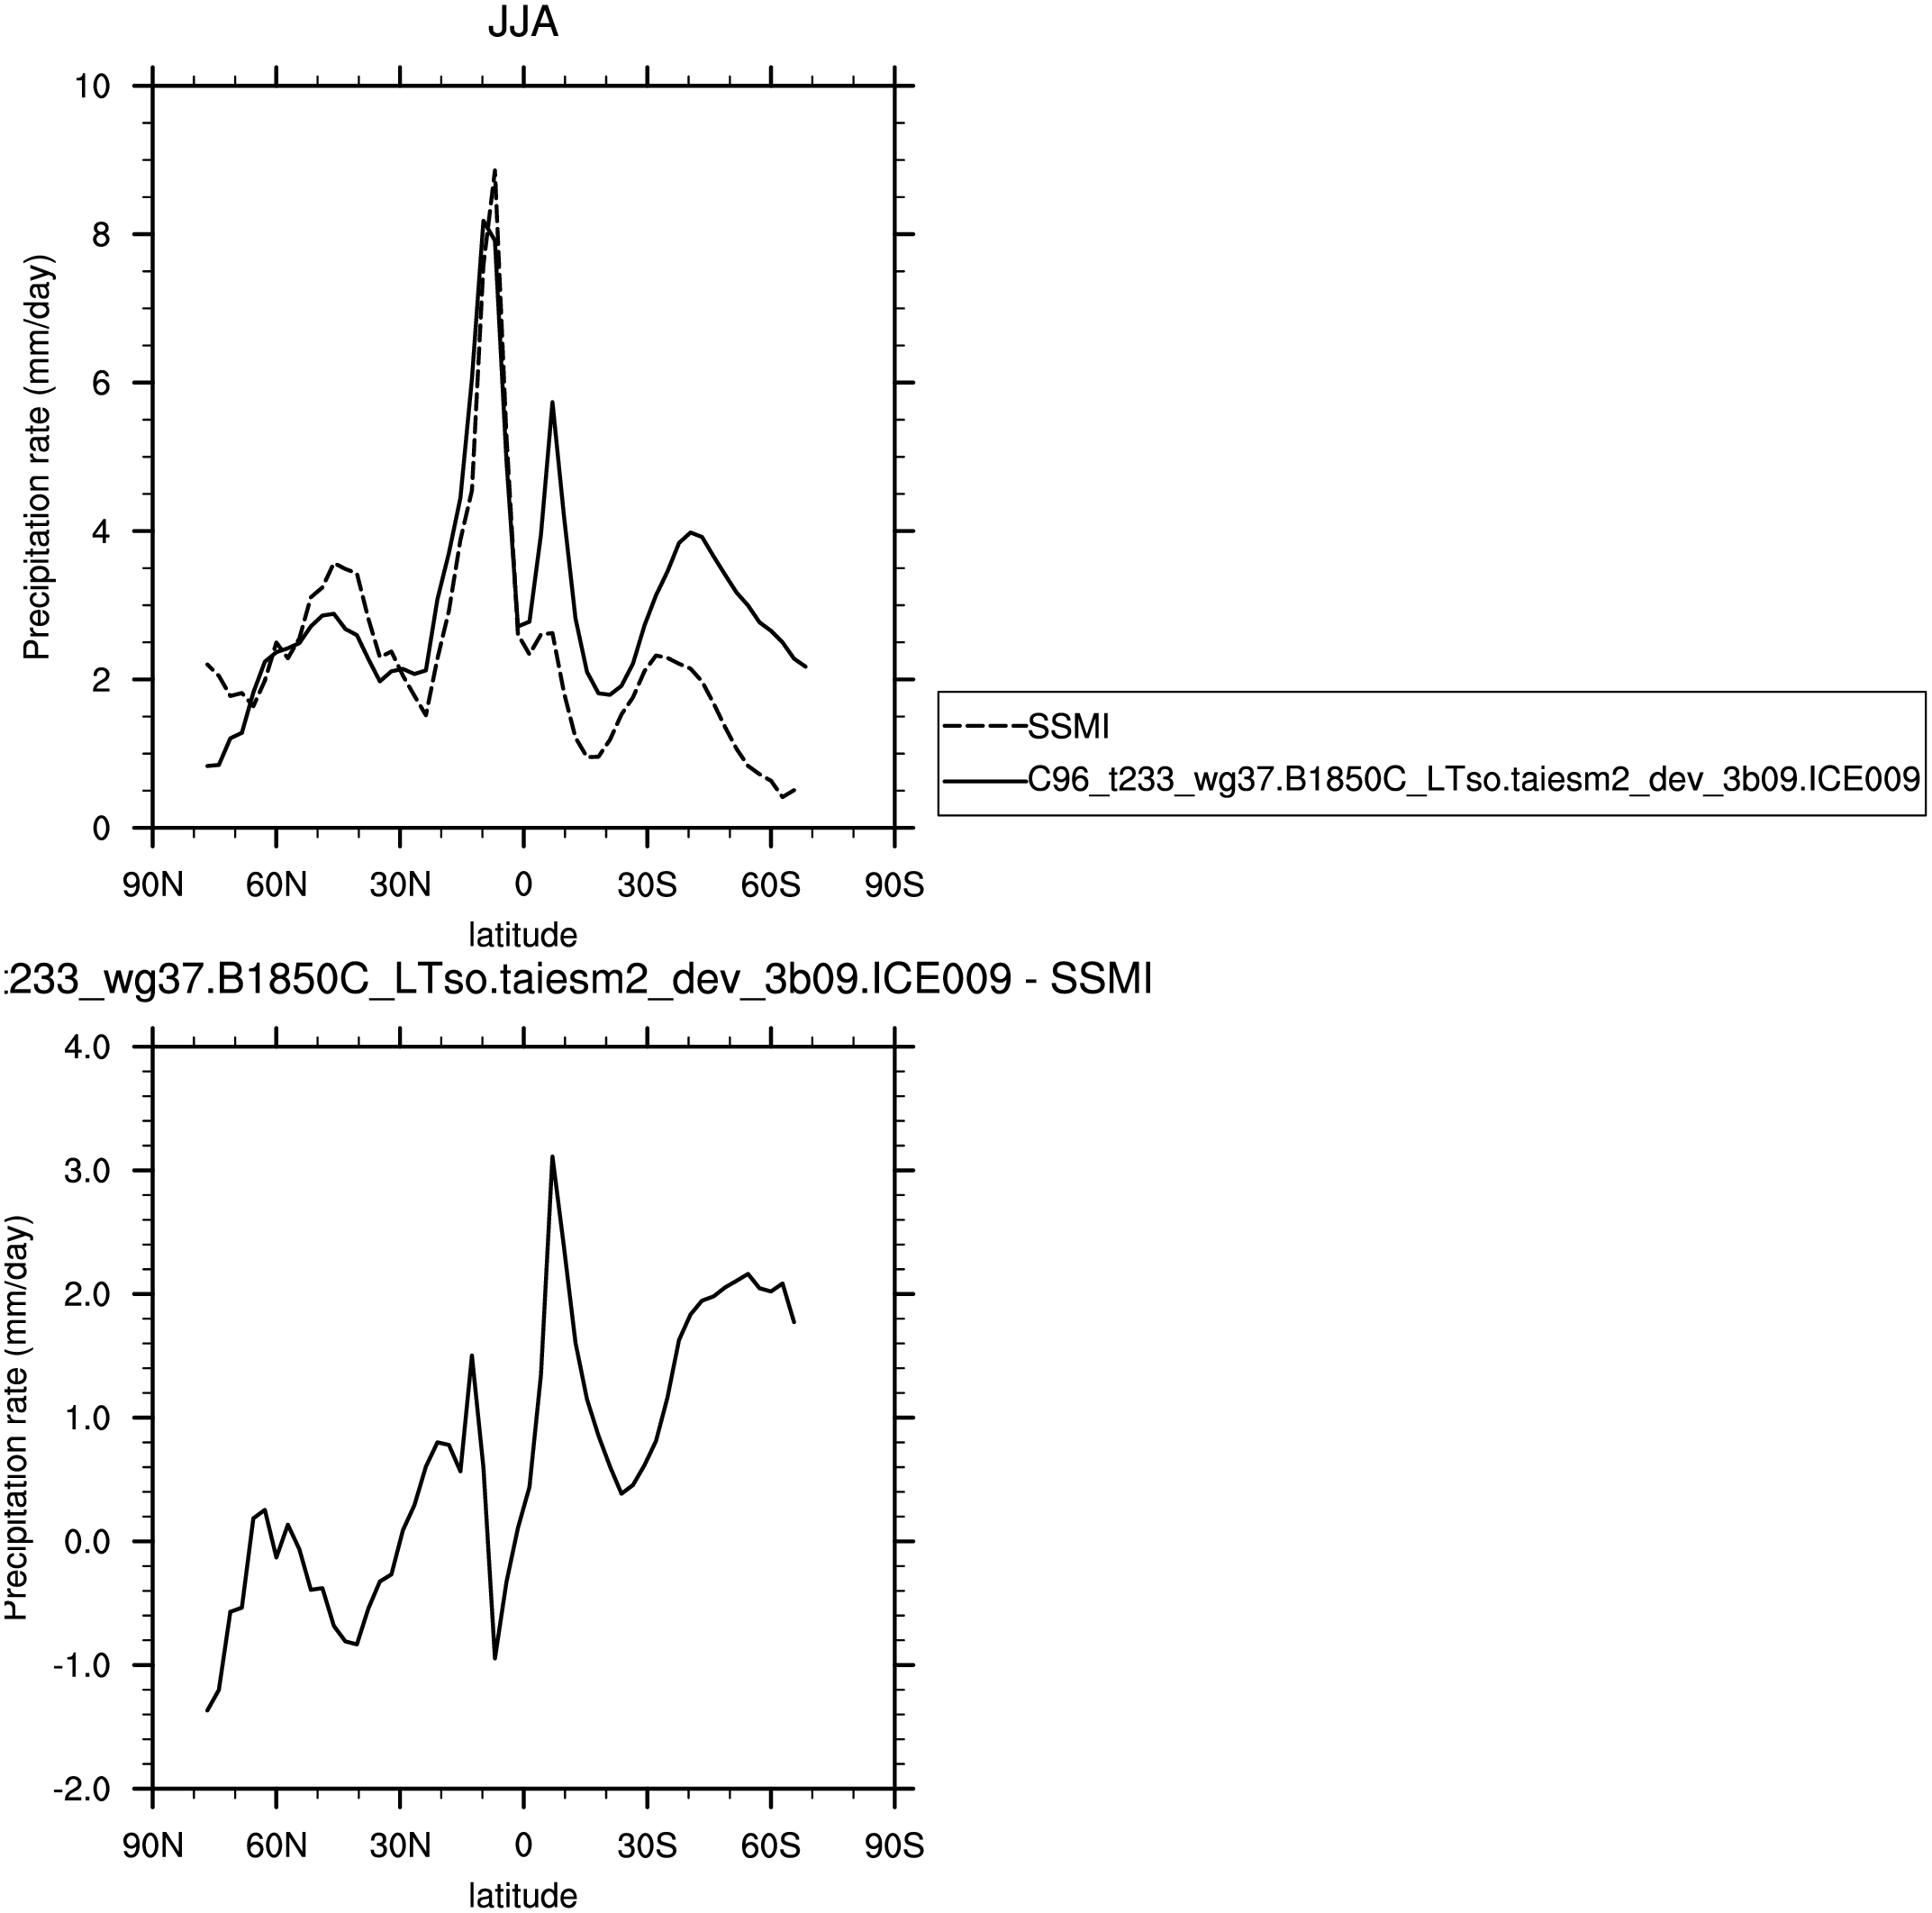 JJA
Precipitation rate (mm/day)
10
8
6
4
2
0
90N 60N 30N 0 30S 60S 90S
latitude
SSMI
C96_t233_wg37.B1850C_LTso.taiesm2_dev_3b09.ICE009
:233_wg37.B1850C_LTso.taiesm2_dev_3b09.ICE009 - SSMI
Precipitation rate (mm/day)
4.0
3.0
2.0
1.0
0.0
-1.0
-2.0
90N 60N 30N 0 30S 60S 90S
latitude